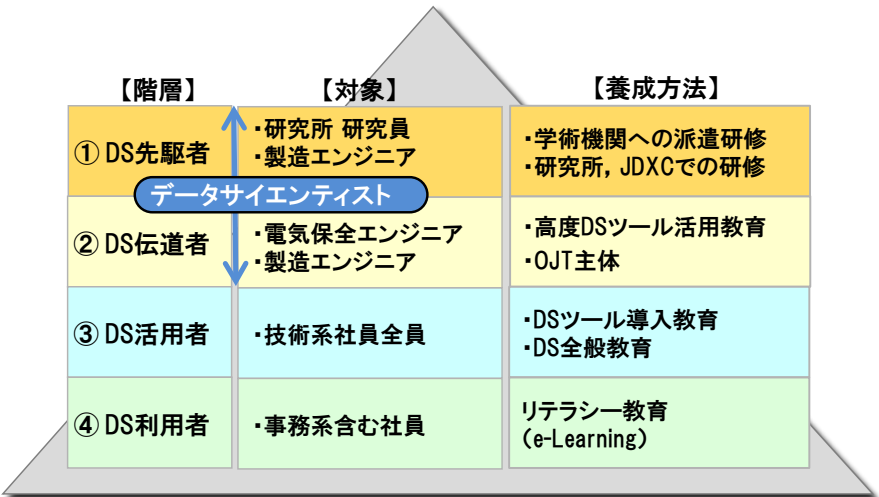 【階層】 【対象】 【養成方法】
① DS先駆者
・研究所 研究員
・製造エンジニア
・学術機関への派遣研修
・研究所，JDXCでの研修
データサイエンティスト
② DS伝道者
・電気保全エンジニア
・製造エンジニア
・高度DSツール活用教育
・OJT主体
③ DS活用者
・技術系社員全員
・DSツール導入教育
・DS全般教育
④ DS利用者
・事務系含む社員
リテラシー教育
(e-Learning)